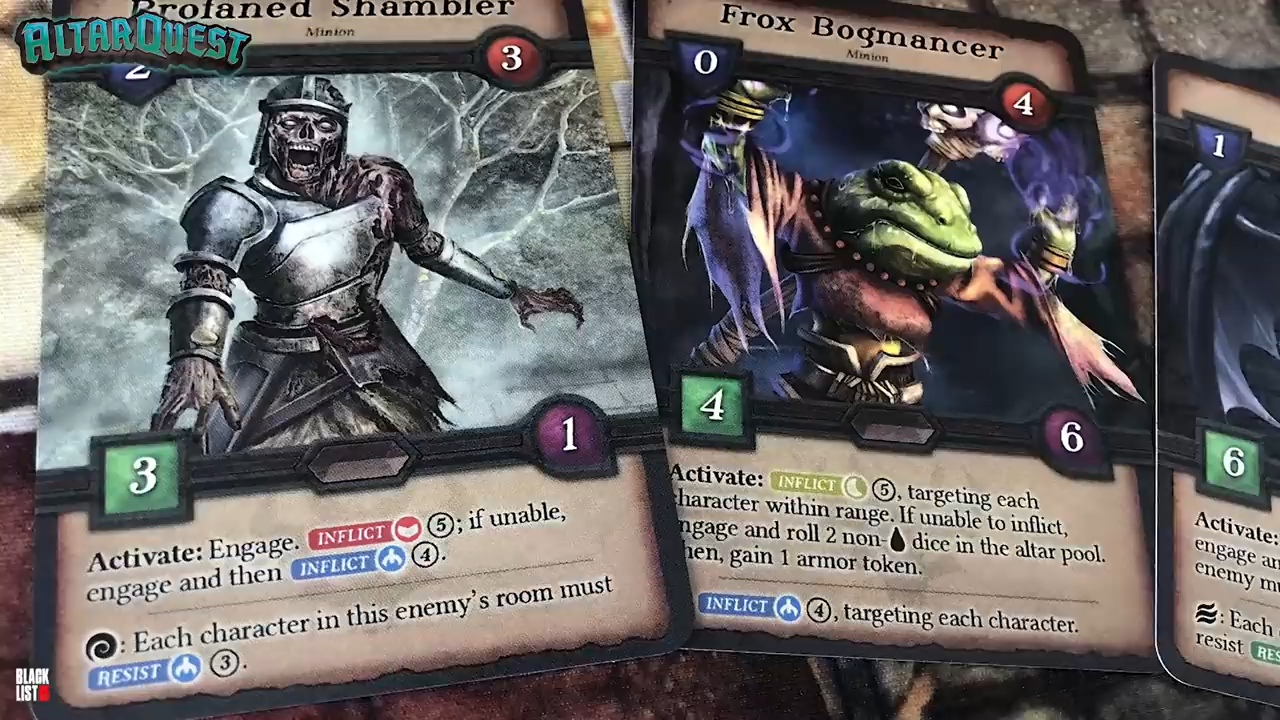 ALTARQUEST
Profaned Shambler
Minion
2
3
3
1
Activate: Engage. INFLICT 5; if unable,
engage and then INFLICT 4.
: Each character in this enemy's room must
RESIST 3.
Frox Bogmancer
Minion
0
4
4
6
Activate: INFLICT 5, targeting each
character within range. If unable to inflict,
engage and roll 2 non- dice in the altar pool.
Then, gain 1 armor token.
INFLICT 4, targeting each character.
1
6
Activate:
engage an
enemy m
: Each
resist RES
BLACK
LIST